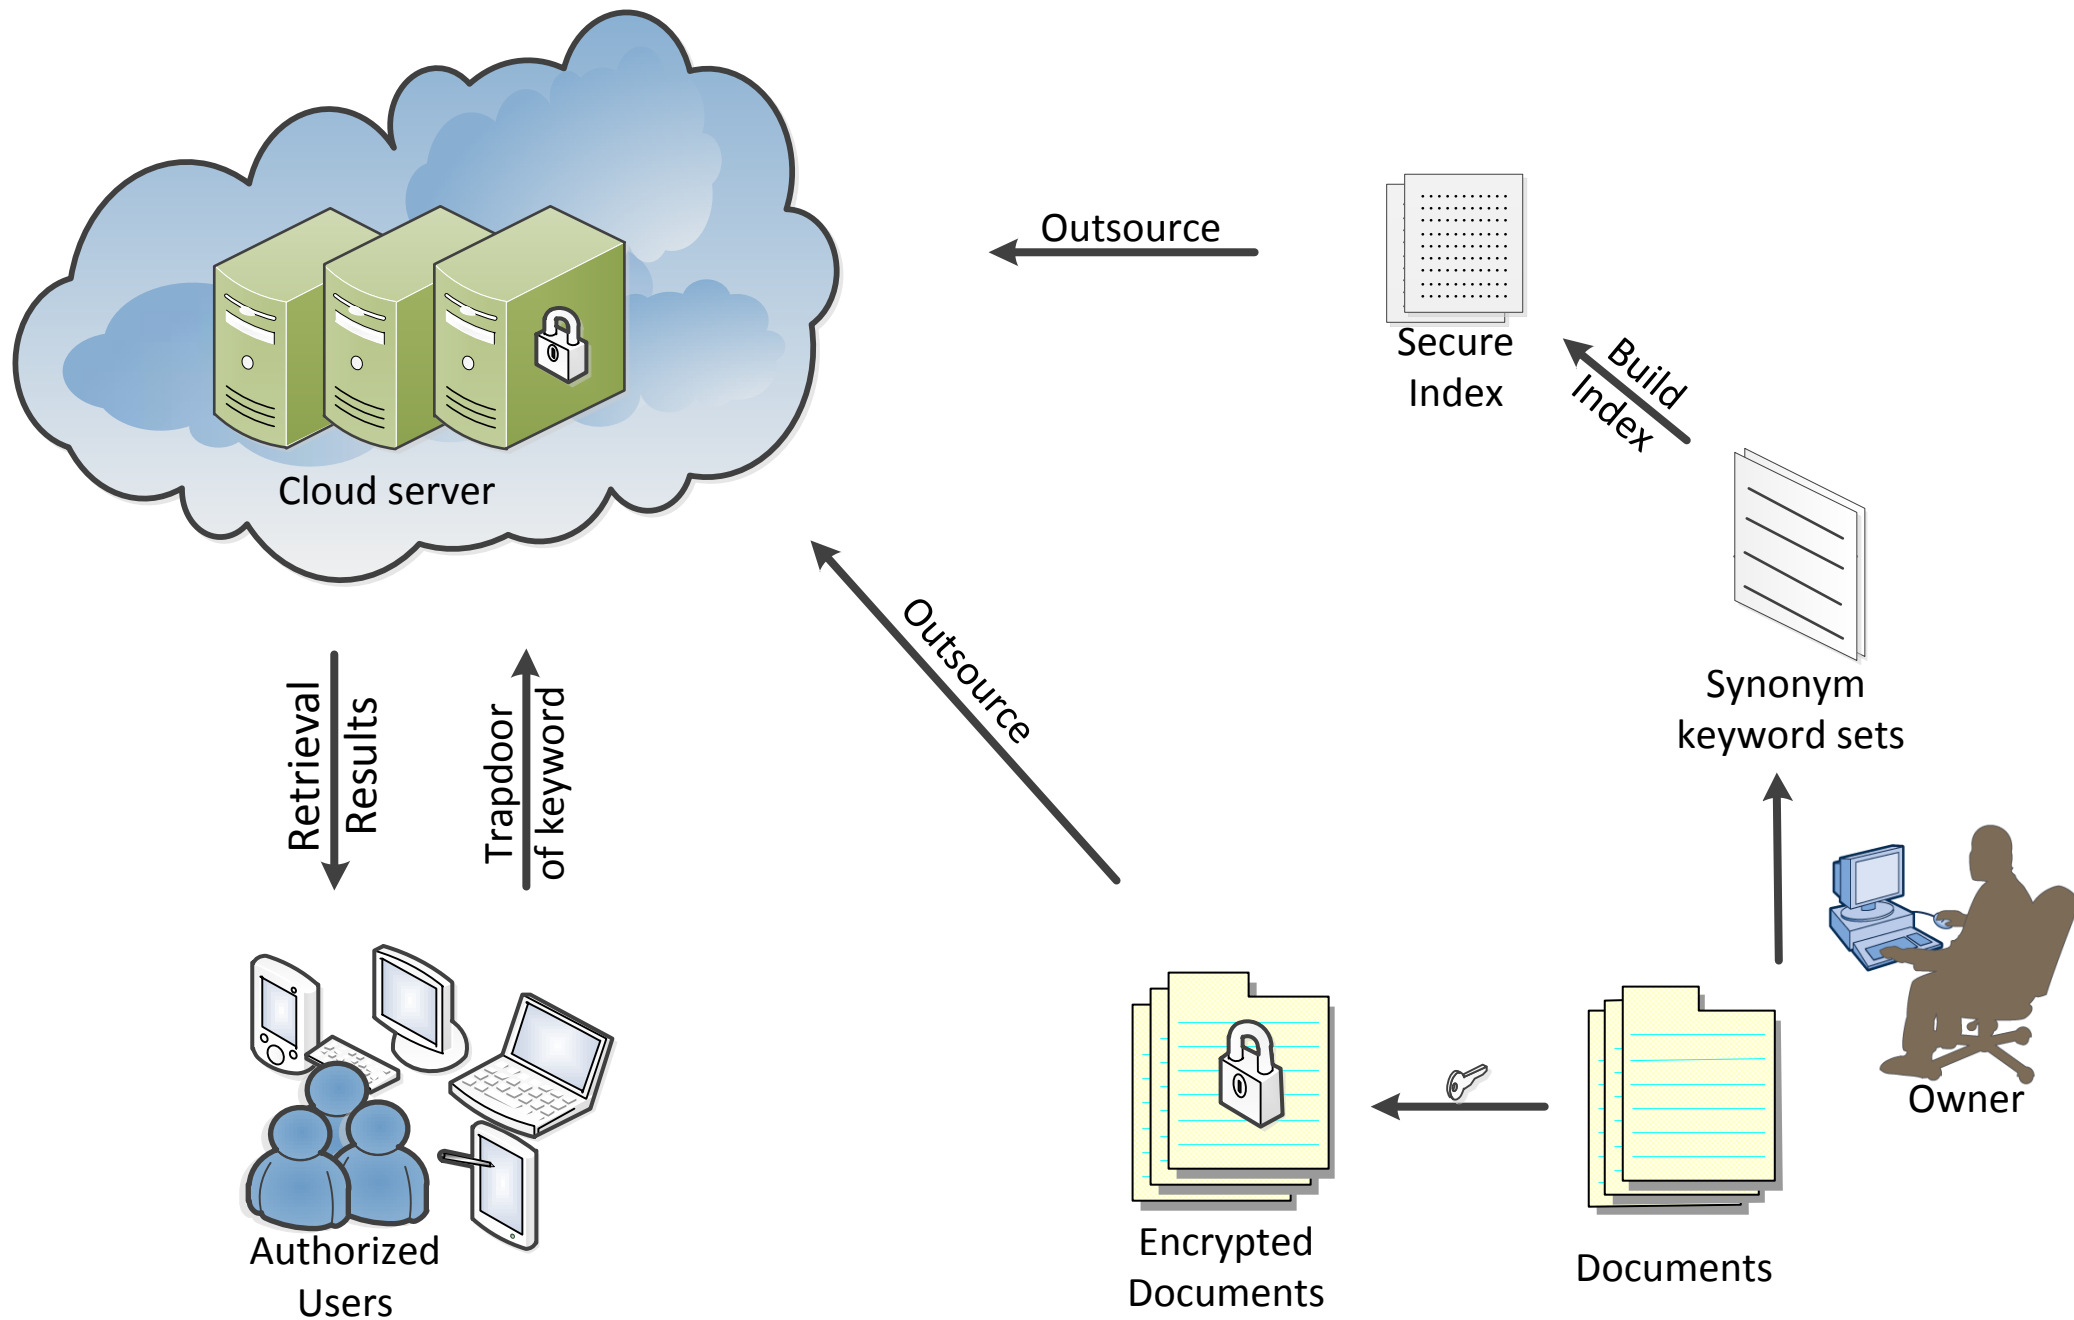 Outsource
Secure
Index
Build
Index
Cloud server
Outsource
Synonym
keyword sets
Retrieval
Results
Trapdoor
of keyword
Owner
Authorized
Users
Encrypted
Documents
Documents